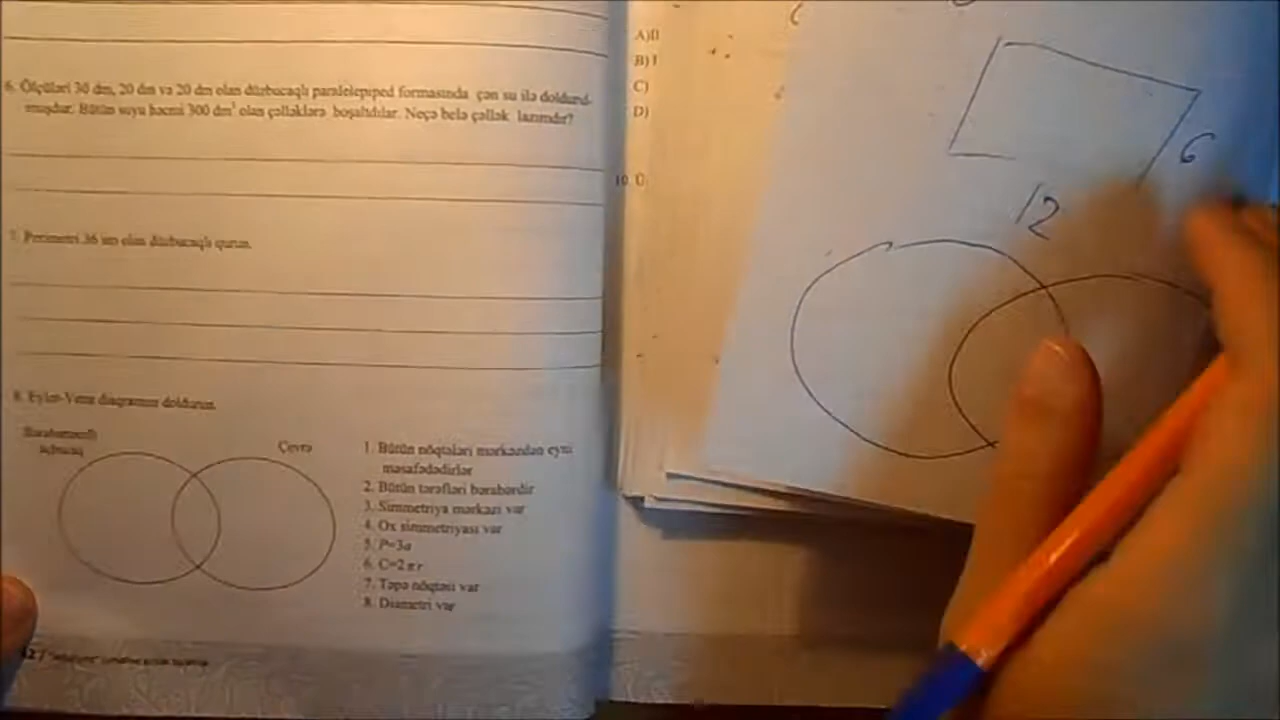 6. Ölçüləri 30 dm, 20 dm və 20 dm olan düzbucaqlı paralelepiped formasında çən su ilə doldurul-
muşdur. Bütün suyu həcmi 300 dm³ olan çəlləklərə boşaltdılar. Neçə belə çəllək lazımdır?
7. Perimetri 36 sm olan düzbucaqlı qurun.
8. Eyler-Venn diaqramını doldurun.
Bərabərtərəfli
üçbucaq
Çevrə
1. Bütün nöqtələri mərkəzdən eyni
məsafədədirlər
2. Bütün tərəfləri bərabərdir
3. Simmetriya mərkəzi var
4. Ox simmetriyası var
5. P=3a
6. C=2πr
7. Təpə nöqtəsi var
8. Diametri var
A)
B)
C)
D)
10. Ü
6
12